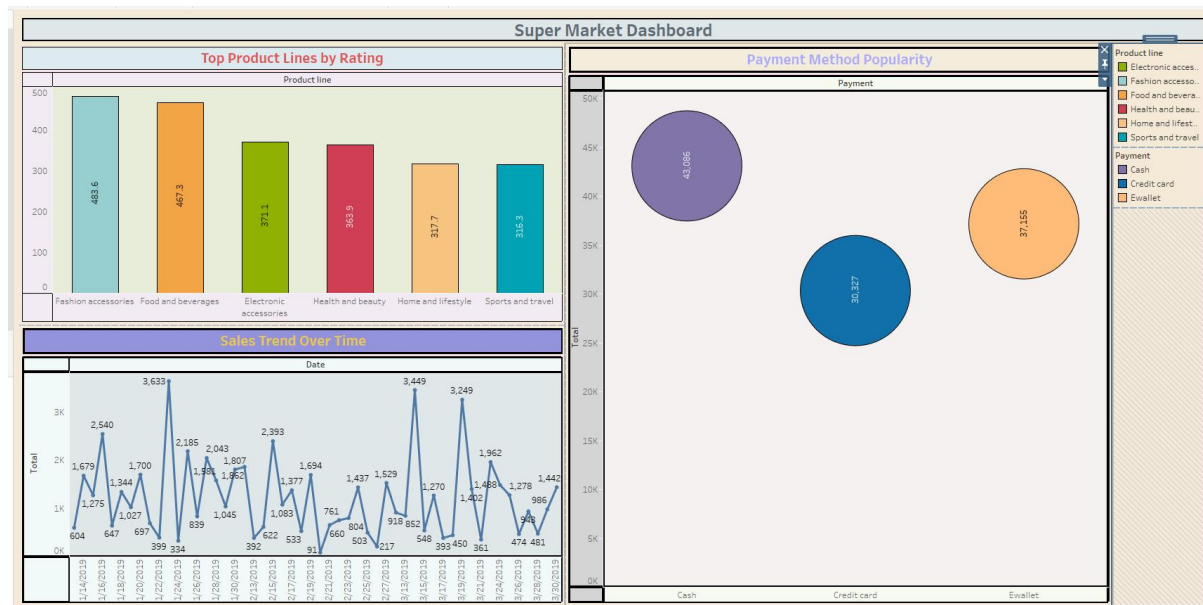 Super Market Dashboard
Top Product Lines by Rating
Product line
500
400
300
200
100
0
483.6
467.3
371.1
363.9
317.7
316.3
Fashion accessories Food and beverages Electronic accessories Health and beauty Home and lifestyle Sports and travel
Sales Trend Over Time
Date
Total
3K
2K
1K
0K
604
1,679
1,275
2,540
647
1,344
1,027
1,700
697
399
3,633
334
2,185
839
2,043
1,581
1,045
1,807
1,862
392
622
2,393
1,083
1,377
533
1,694
91
761
660
804
1,437
503
217
1,529
918
852
3,449
548
1,270
393
450
3,249
1,402
361
1,962
1,488
1,278
474
948
481
986
1,442
1/14/2019
1/16/2019
1/18/2019
1/20/2019
1/22/2019
1/24/2019
1/26/2019
1/28/2019
1/30/2019
2/13/2019
2/15/2019
2/17/2019
2/19/2019
2/21/2019
2/23/2019
2/25/2019
2/27/2019
3/13/2019
3/15/2019
3/17/2019
3/19/2019
3/21/2019
3/24/2019
3/26/2019
3/28/2019
3/30/2019
Payment Method Popularity
Payment
Total
50K
45K
40K
35K
30K
25K
20K
15K
10K
5K
0K
43,086
30,327
37,155
Cash Credit card Ewallet
Product line
Electronic acces..
Fashion accesso..
Food and bevera..
Health and beau..
Home and lifest..
Sports and travel
Payment
Cash
Credit card
Ewallet